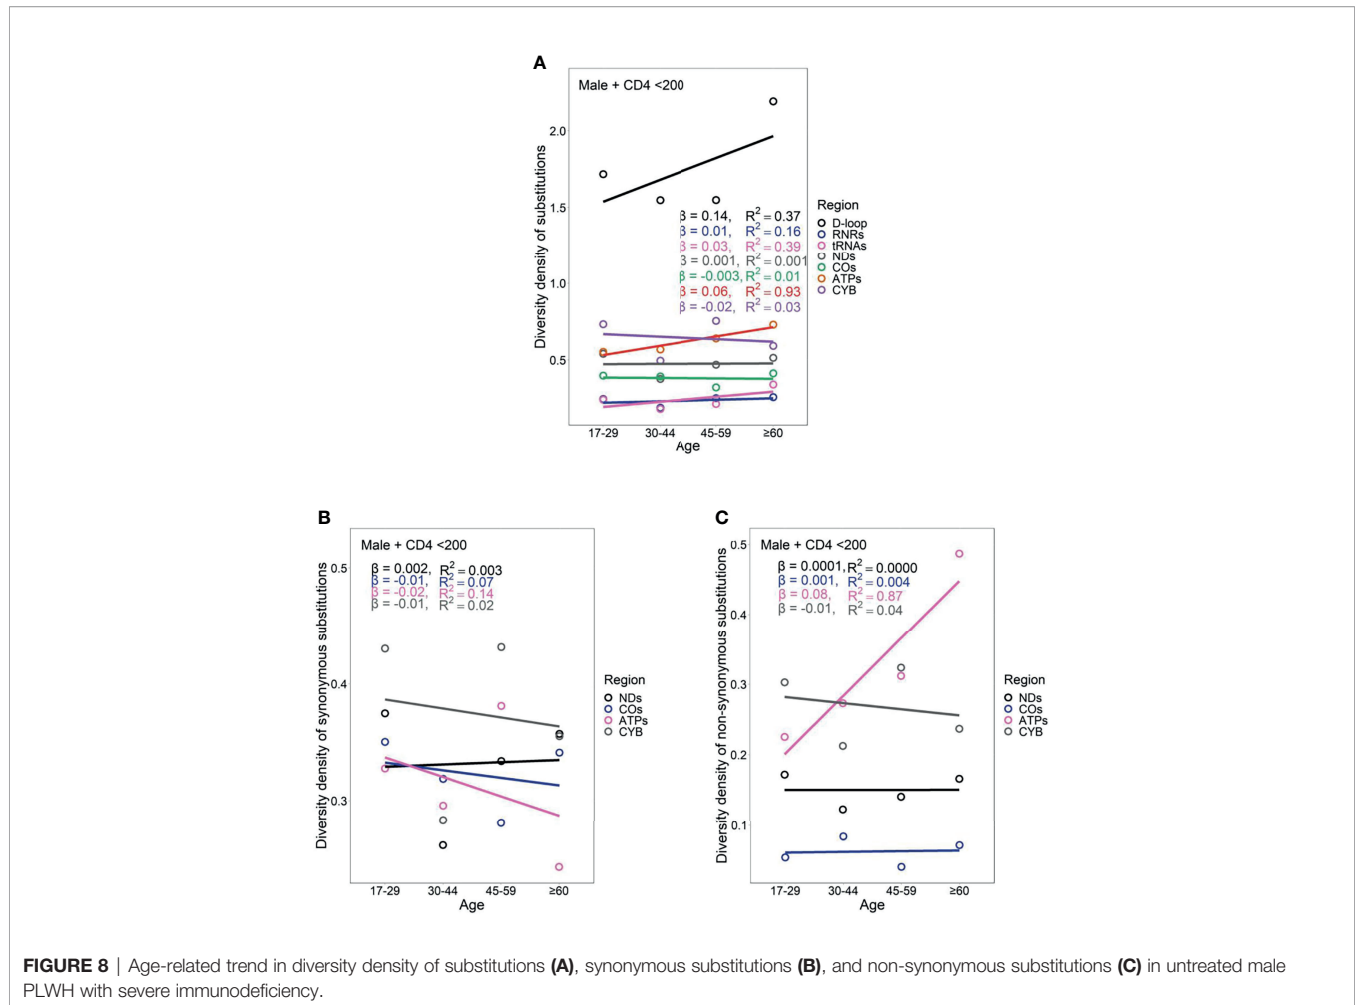 A
Male + CD4 <200
Diversity density of substitutions
2.0
1.5
1.0
0.5
β = 0.14, R² = 0.37
β = 0.01, R² = 0.16
β = 0.03, R² = 0.39
β = 0.001, R² = 0.001
β = -0.003, R² = 0.01
β = 0.06, R² = 0.93
β = -0.02, R² = 0.03
17-29 30-44 45-59 ≥60
Age
Region
D-loop
RNRs
tRNAs
NDs
COs
ATPs
CYB
B
Male + CD4 <200
Diversity density of synonymous substitutions
0.5
0.4
0.3
β = 0.002, R² = 0.003
β = -0.01, R² = 0.07
β = -0.02, R² = 0.14
β = -0.01, R² = 0.02
17-29 30-44 45-59 ≥60
Age
Region
NDs
COs
ATPs
CYB
C
Male + CD4 <200
Diversity density of non-synonymous substitutions
0.5
0.4
0.3
0.2
0.1
β = 0.0001, R² = 0.0000
β = 0.001, R² = 0.004
β = 0.08, R² = 0.87
β = -0.01, R² = 0.04
17-29 30-44 45-59 ≥60
Age
Region
NDs
COs
ATPs
CYB
FIGURE 8 | Age-related trend in diversity density of substitutions (A), synonymous substitutions (B), and non-synonymous substitutions (C) in untreated male
PLWH with severe immunodeficiency.